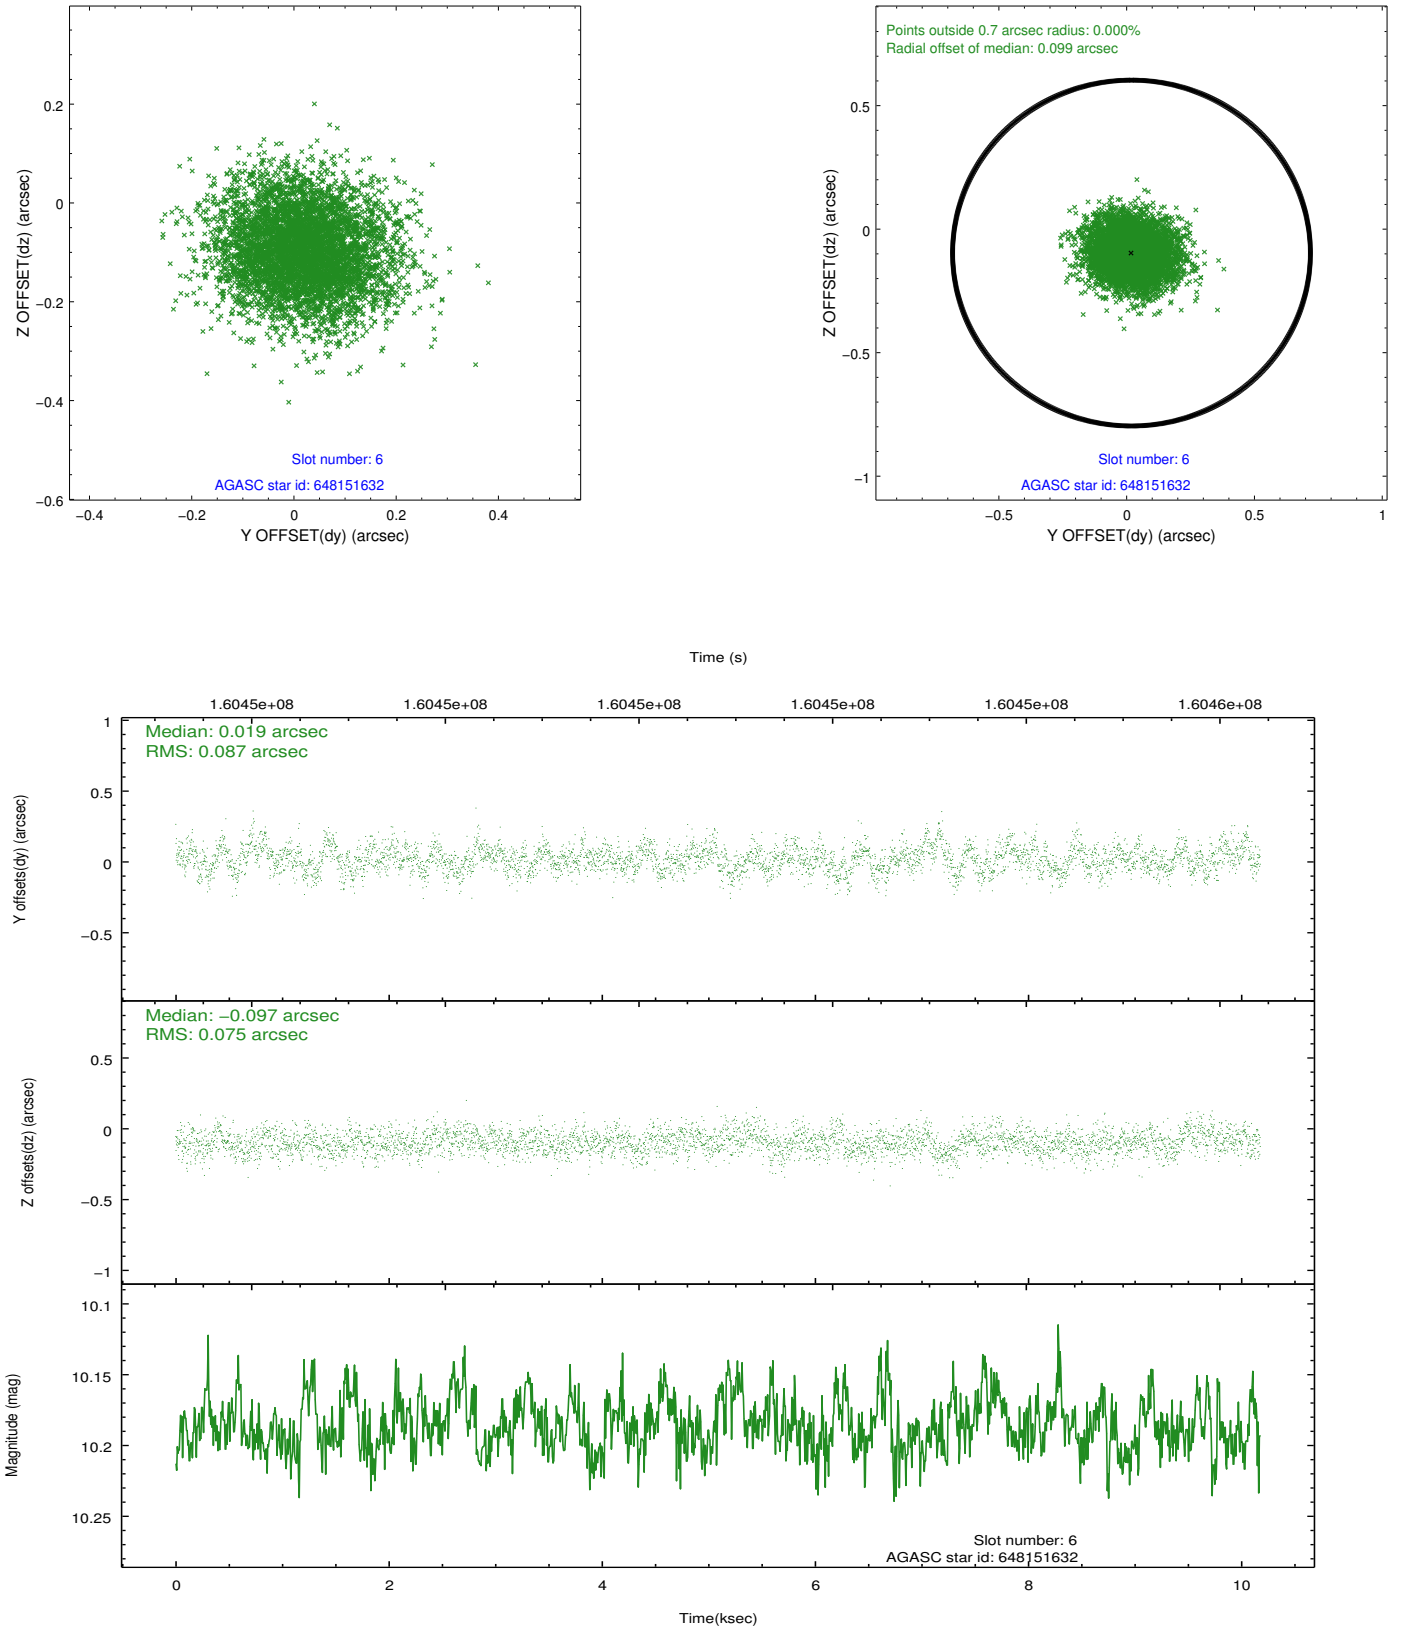 Points outside 0.7 arcsec radius: 0.000%
Radial offset of median: 0.099 arcsec
0.2
0
−0.2
−0.4
−0.6
Z OFFSET(dz) (arcsec)
Slot number: 6
AGASC star id: 648151632
−0.4
−0.2
0
0.2
0.4
Y OFFSET(dy) (arcsec)
0.5
0
−0.5
−1
Z OFFSET(dz) (arcsec)
Slot number: 6
AGASC star id: 648151632
−0.5
0
0.5
1
Y OFFSET(dy) (arcsec)
Time (s)
1.6045e+08
1.6045e+08
1.6045e+08
1.6045e+08
1.6045e+08
1.6046e+08
Median: 0.019 arcsec
RMS: 0.087 arcsec
1
0.5
0
−0.5
Y offsets(dy) (arcsec)
Median: −0.097 arcsec
RMS: 0.075 arcsec
0.5
0
−0.5
−1
Z offsets(dz) (arcsec)
10.1
10.15
10.2
10.25
Magnitude (mag)
Slot number: 6
AGASC star id: 648151632
0
2
4
6
8
10
Time(ksec)